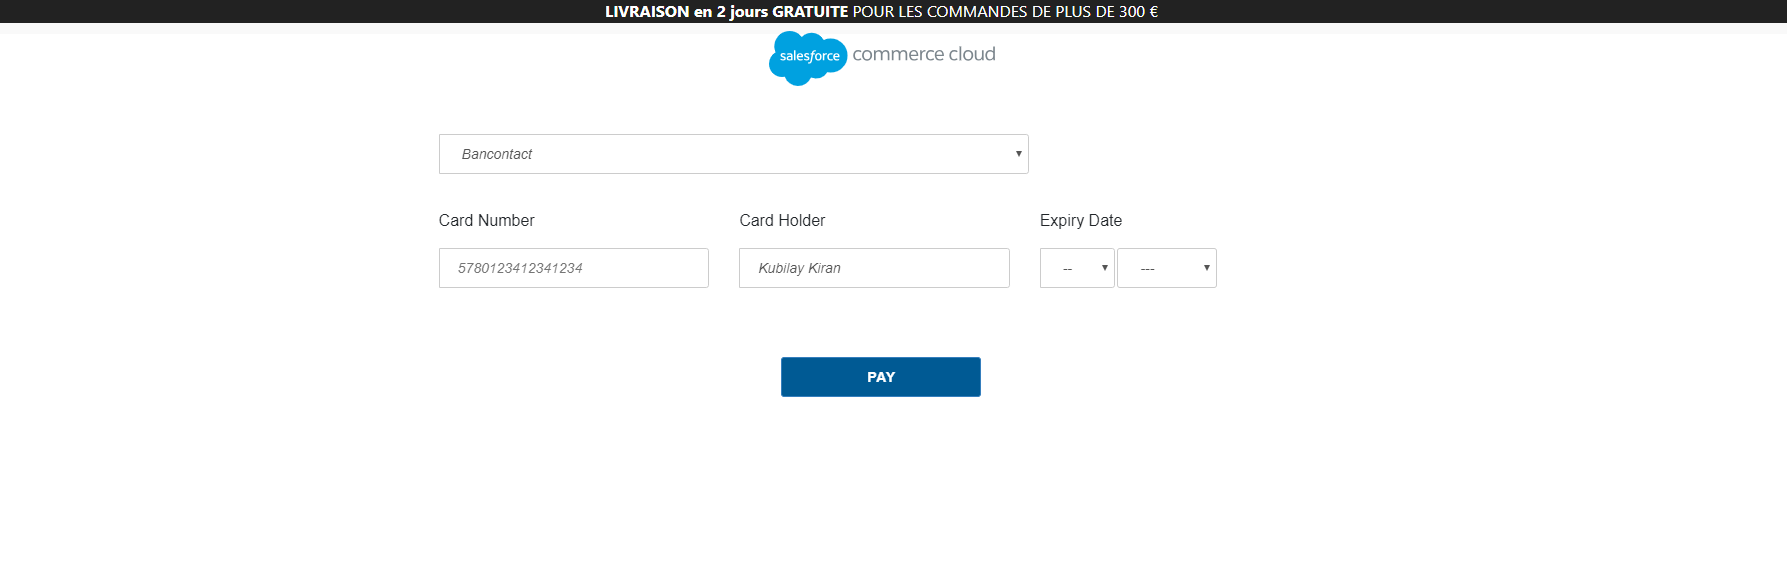 LIVRAISON en 2 jours GRATUITE POUR LES COMMANDES DE PLUS DE 300 €
salesforce commerce cloud
Bancontact
Card Number Card Holder Expiry Date
5780123412341234 Kubilay Kiran -- ---
PAY